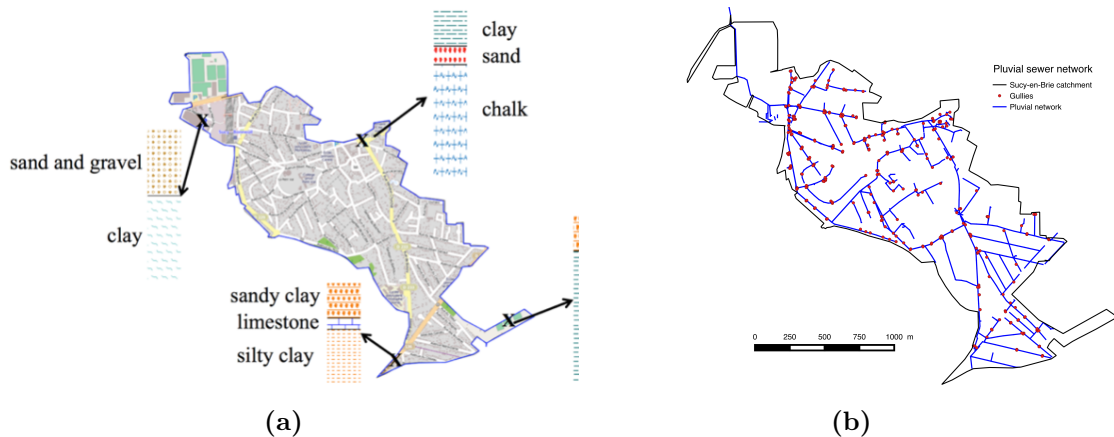 clay
sand
chalk
sand and gravel
clay
sandy clay
limestone
silty clay
X
X
X
X
(a)
Pluvial sewer network
Sucy-en-Brie catchment
Gullies
Pluvial network
0 250 500 750 1000 m
(b)